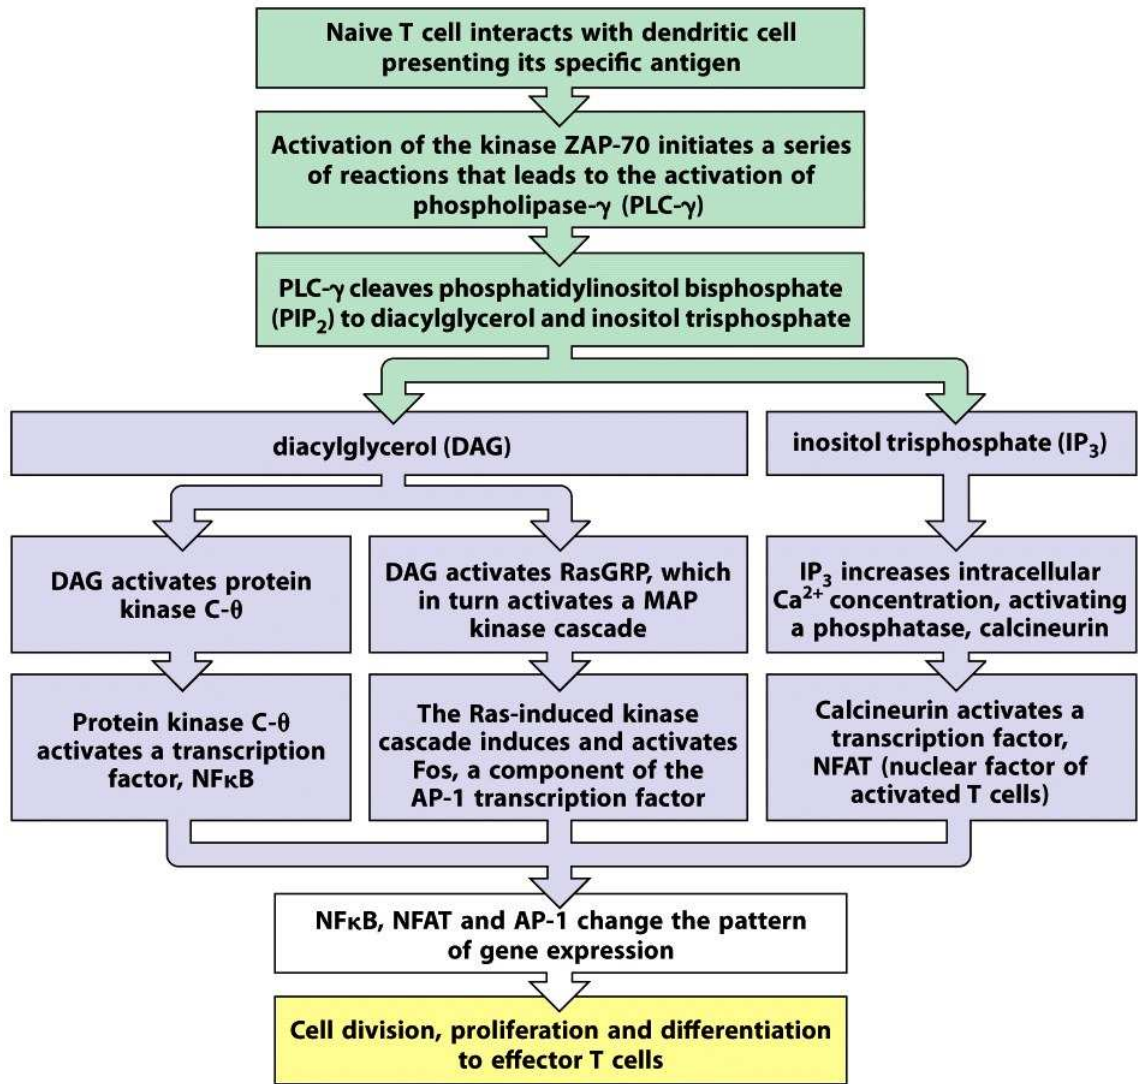 Naive T cell interacts with dendritic cell
presenting its specific antigen
Activation of the kinase ZAP-70 initiates a series
of reactions that leads to the activation of
phospholipase-γ (PLC-γ)
PLC-γ cleaves phosphatidylinositol bisphosphate
(PIP₂) to diacylglycerol and inositol trisphosphate
diacylglycerol (DAG)
inositol trisphosphate (IP₃)
DAG activates protein
kinase C-θ
DAG activates RasGRP, which
in turn activates a MAP
kinase cascade
IP₃ increases intracellular
Ca²⁺ concentration, activating
a phosphatase, calcineurin
Protein kinase C-θ
activates a transcription
factor, NFκB
The Ras-induced kinase
cascade induces and activates
Fos, a component of the
AP-1 transcription factor
Calcineurin activates a
transcription factor,
NFAT (nuclear factor of
activated T cells)
NFκB, NFAT and AP-1 change the pattern
of gene expression
Cell division, proliferation and differentiation
to effector T cells